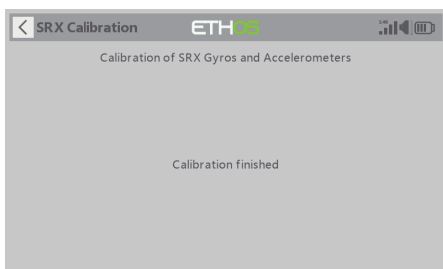 SRX Calibration
ETHOS
Calibration of SRX Gyros and Accelerometers
Calibration finished